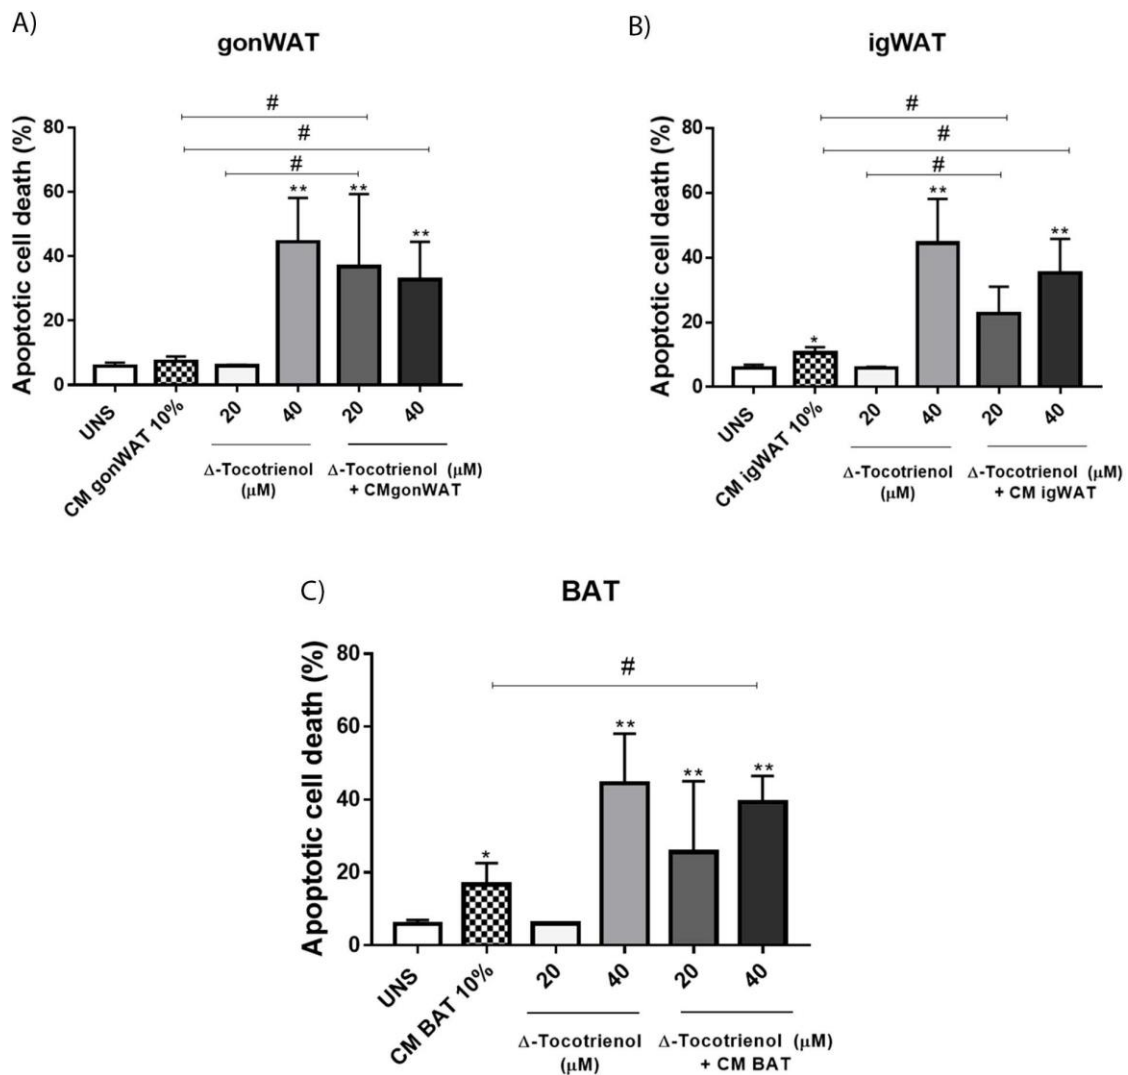 A)
gonWAT
#
#
#
Apoptotic cell death (%)
80
60
40
20
0
**
**
**
UNS
CM gonWAT 10%
20
40
20
40
Δ-Tocotrienol
(μM)
Δ-Tocotrienol (μM)
+ CMgonWAT
B)
igWAT
#
#
#
Apoptotic cell death (%)
80
60
40
20
0
*
**
**
UNS
CM igWAT 10%
20
40
20
40
Δ-Tocotrienol
(μM)
Δ-Tocotrienol (μM)
+ CM igWAT
C)
BAT
#
Apoptotic cell death (%)
80
60
40
20
0
*
**
**
**
UNS
CM BAT 10%
20
40
20
40
Δ-Tocotrienol
(μM)
Δ-Tocotrienol (μM)
+ CM BAT